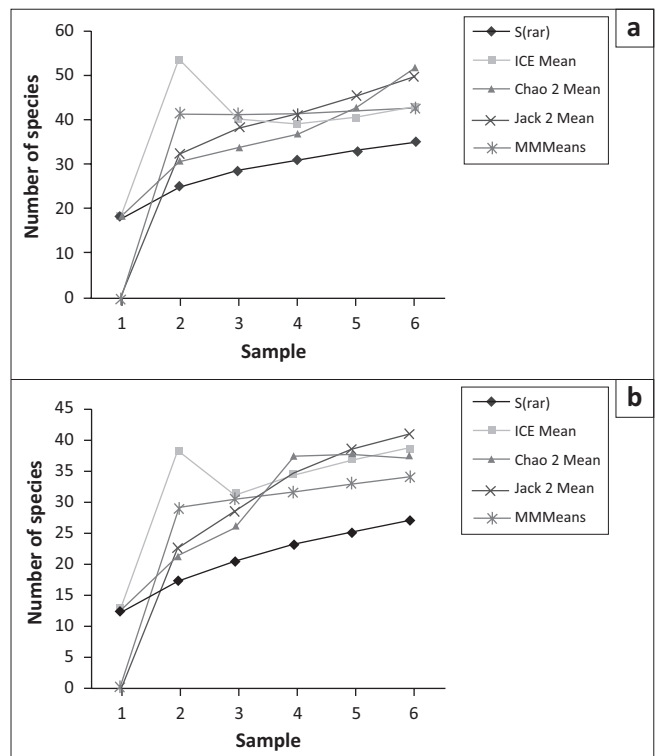 a
60
50
40
30
20
10
0
Number of species
1 2 3 4 5 6
Sample
S(rar)
ICE Mean
Chao 2 Mean
Jack 2 Mean
MMMeans
b
45
40
35
30
25
20
15
10
5
0
Number of species
1 2 3 4 5 6
Sample
S(rar)
ICE Mean
Chao 2 Mean
Jack 2 Mean
MMMeans